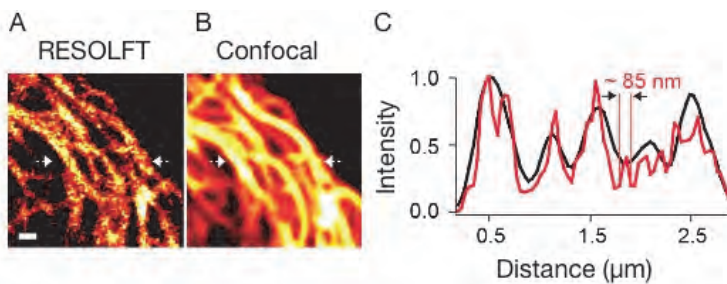 A
RESOLFT
B
Confocal
C
~ 85 nm
1.0
0.5
0.0
Intensity
0.5
1.5
2.5
Distance (µm)